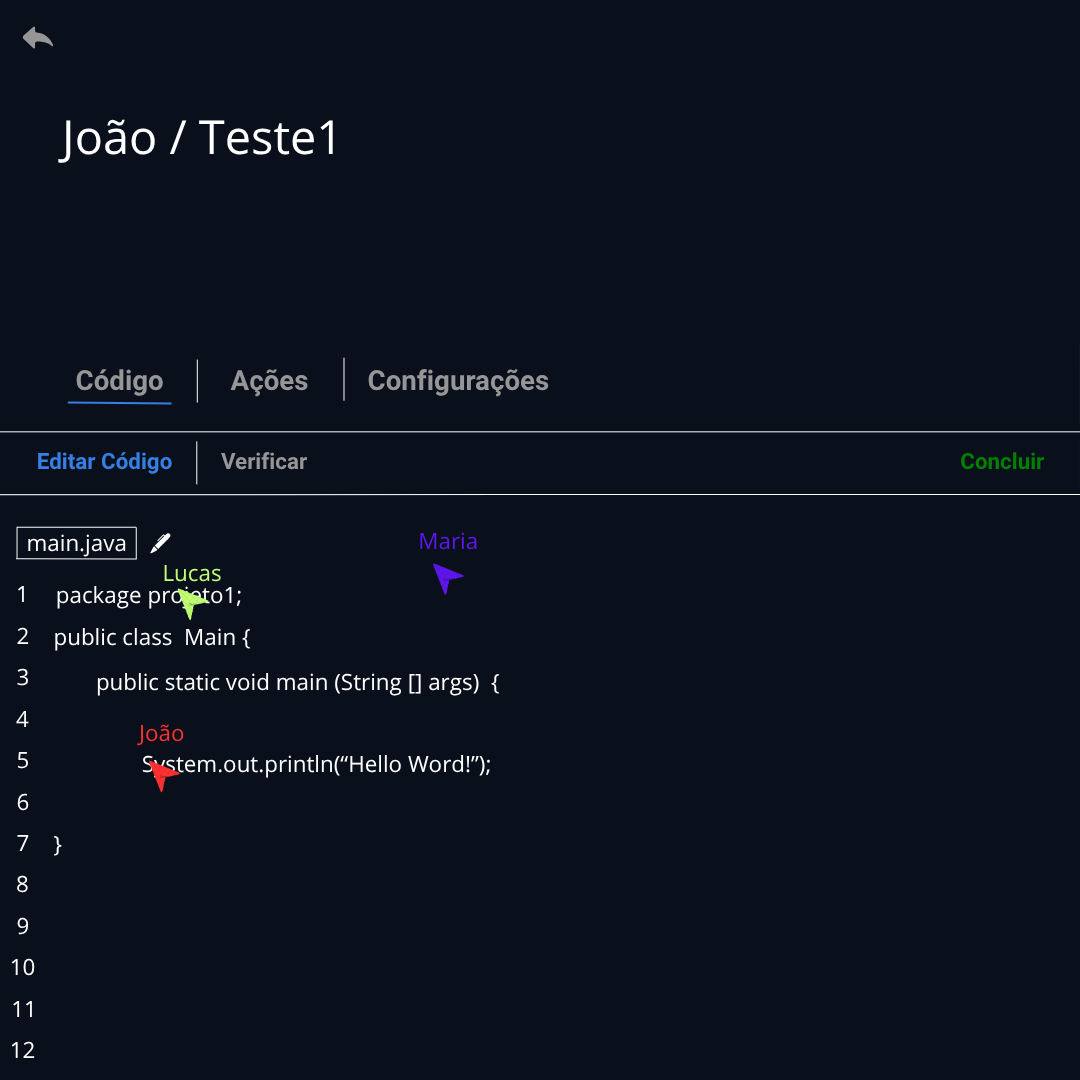 João / Teste1
Código Ações Configurações
Editar Código Verificar Concluir
main.java
Maria
Lucas
1 package projeto1;
2 public class Main {
3 public static void main (String [] args) {
4
João
5 System.out.println(“Hello Word!”);
6
7 }
8
9
10
11
12